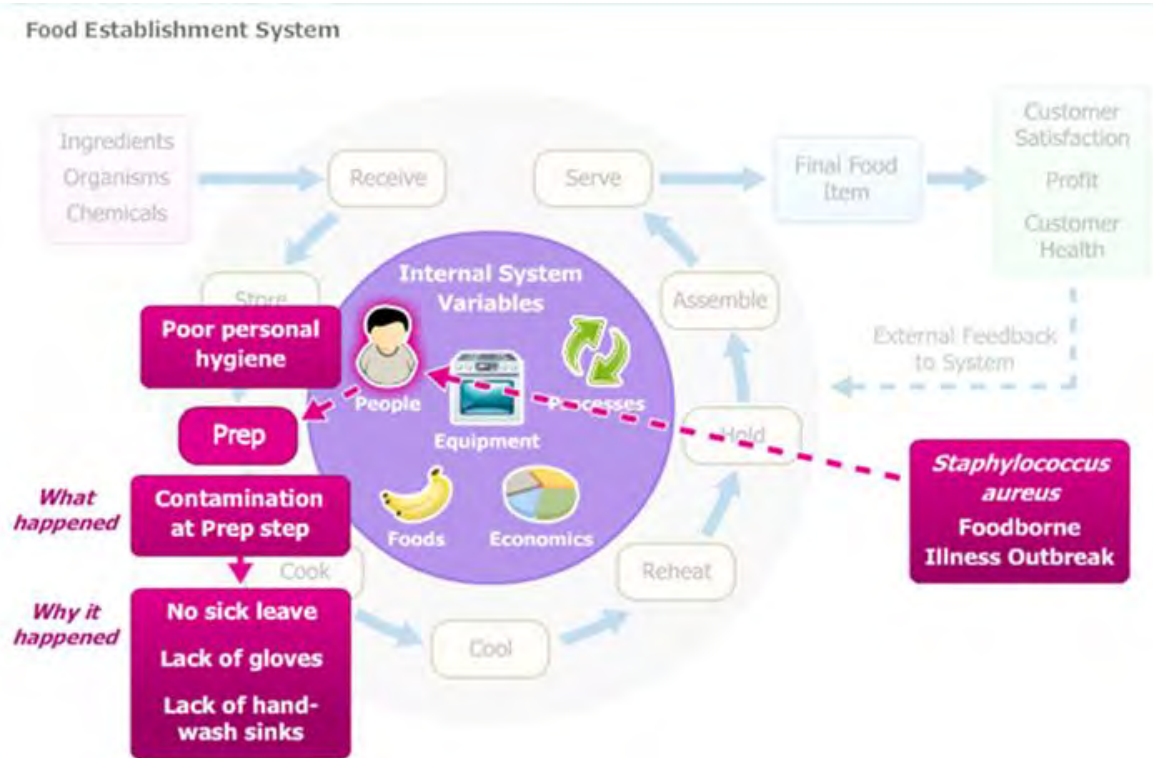 Food Establishment System
Ingredients
Organisms
Chemicals
Receive
Serve
Final Food
Item
Customer
Satisfaction
Profit
Customer
Health
Internal System
Variables
Store
Assemble
Poor personal
hygiene
People
Equipment
Processes
External Feedback
to System
Prep
Hold
Staphylococcus
aureus
Foodborne
Illness Outbreak
What
happened
Contamination
at Prep step
Foods
Economics
Cook
Reheat
Why it
happened
No sick leave
Lack of gloves
Lack of hand-
wash sinks
Cool